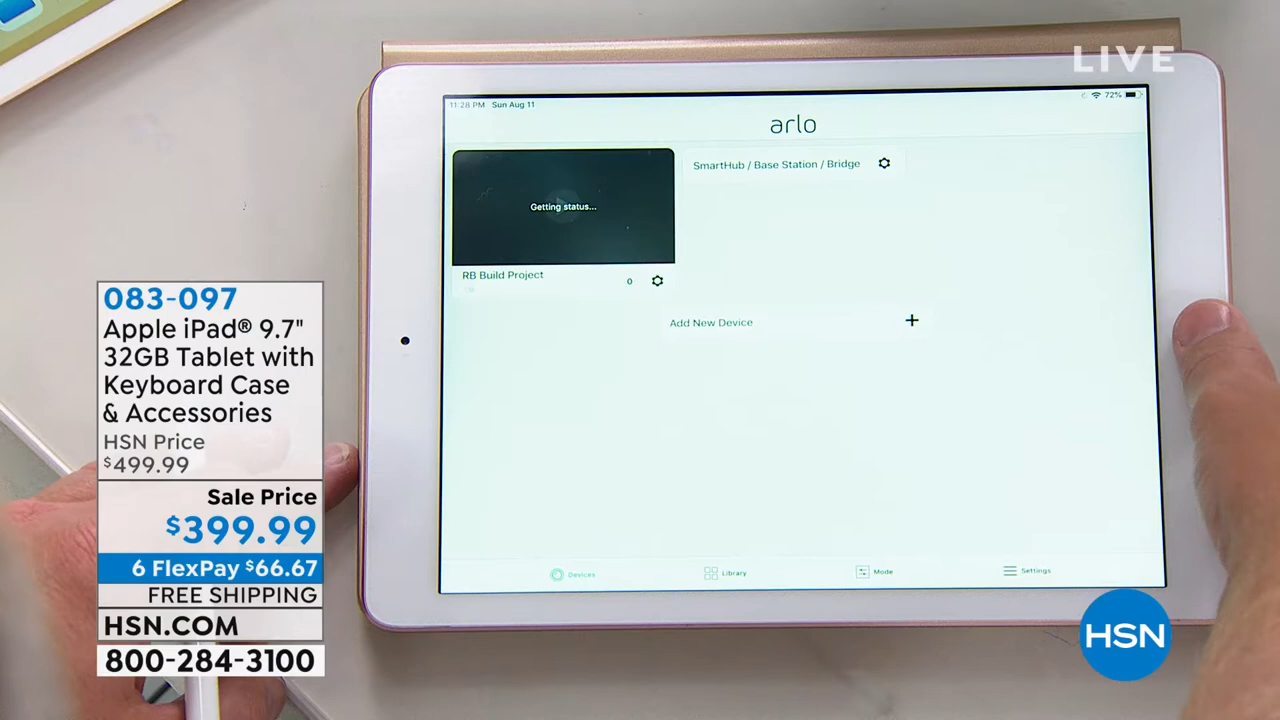 LIVE
11:28 PM Sun Aug 11
72%
arlo
SmartHub / Base Station / Bridge
Getting status...
RB Build Project
0
Add New Device
+
Devices
Library
Mode
Settings
083-097
Apple iPad® 9.7"
32GB Tablet with
Keyboard Case
& Accessories
HSN Price
$499.99
Sale Price
$399.99
6 FlexPay $66.67
FREE SHIPPING
HSN.COM
800-284-3100
HSN